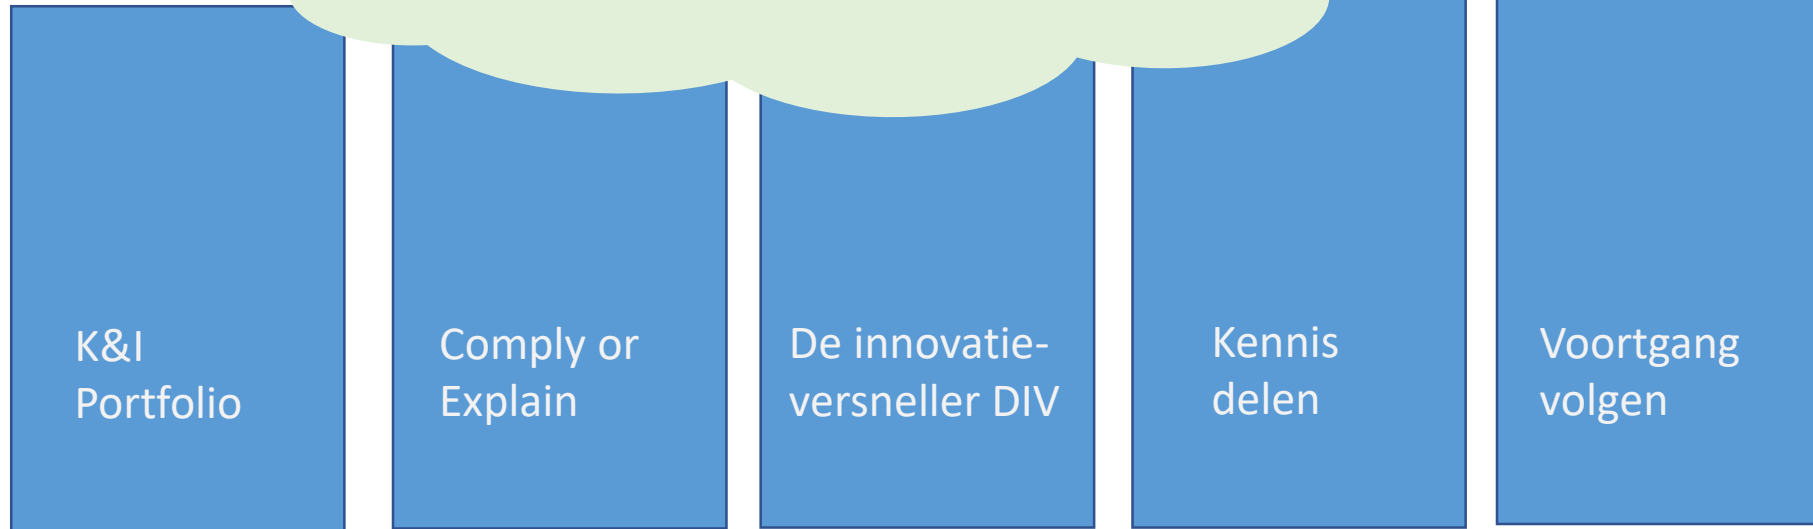 K&I
Portfolio
Comply or
Explain
De innovatie-
versneller DIV
Kennis
delen
Voortgang
volgen